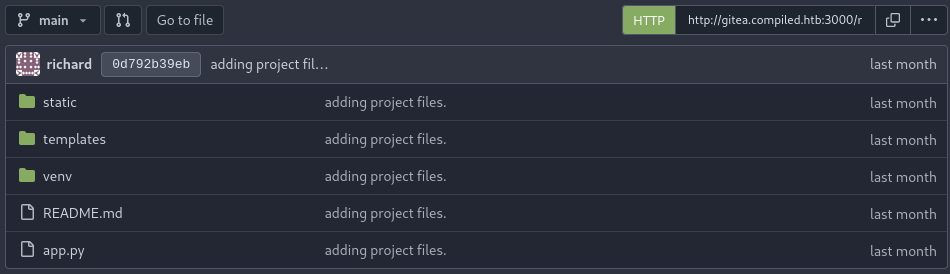 main Go to file HTTP http://gitea.compiled.htb:3000/r
richard 0d792b39eb adding project fil... last month
static adding project files. last month
templates adding project files. last month
venv adding project files. last month
README.md adding project files. last month
app.py adding project files. last month